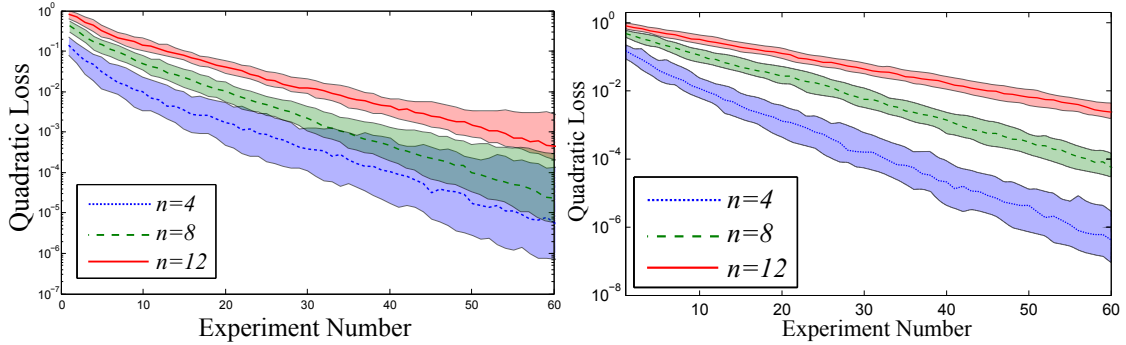 Quadratic Loss
10^0
10^-1
10^-2
10^-3
10^-4
10^-5
10^-6
10^-7
n=4
n=8
n=12
0 10 20 30 40 50 60
Experiment Number
Quadratic Loss
10^0
10^-2
10^-4
10^-6
10^-8
n=4
n=8
n=12
10 20 30 40 50 60
Experiment Number